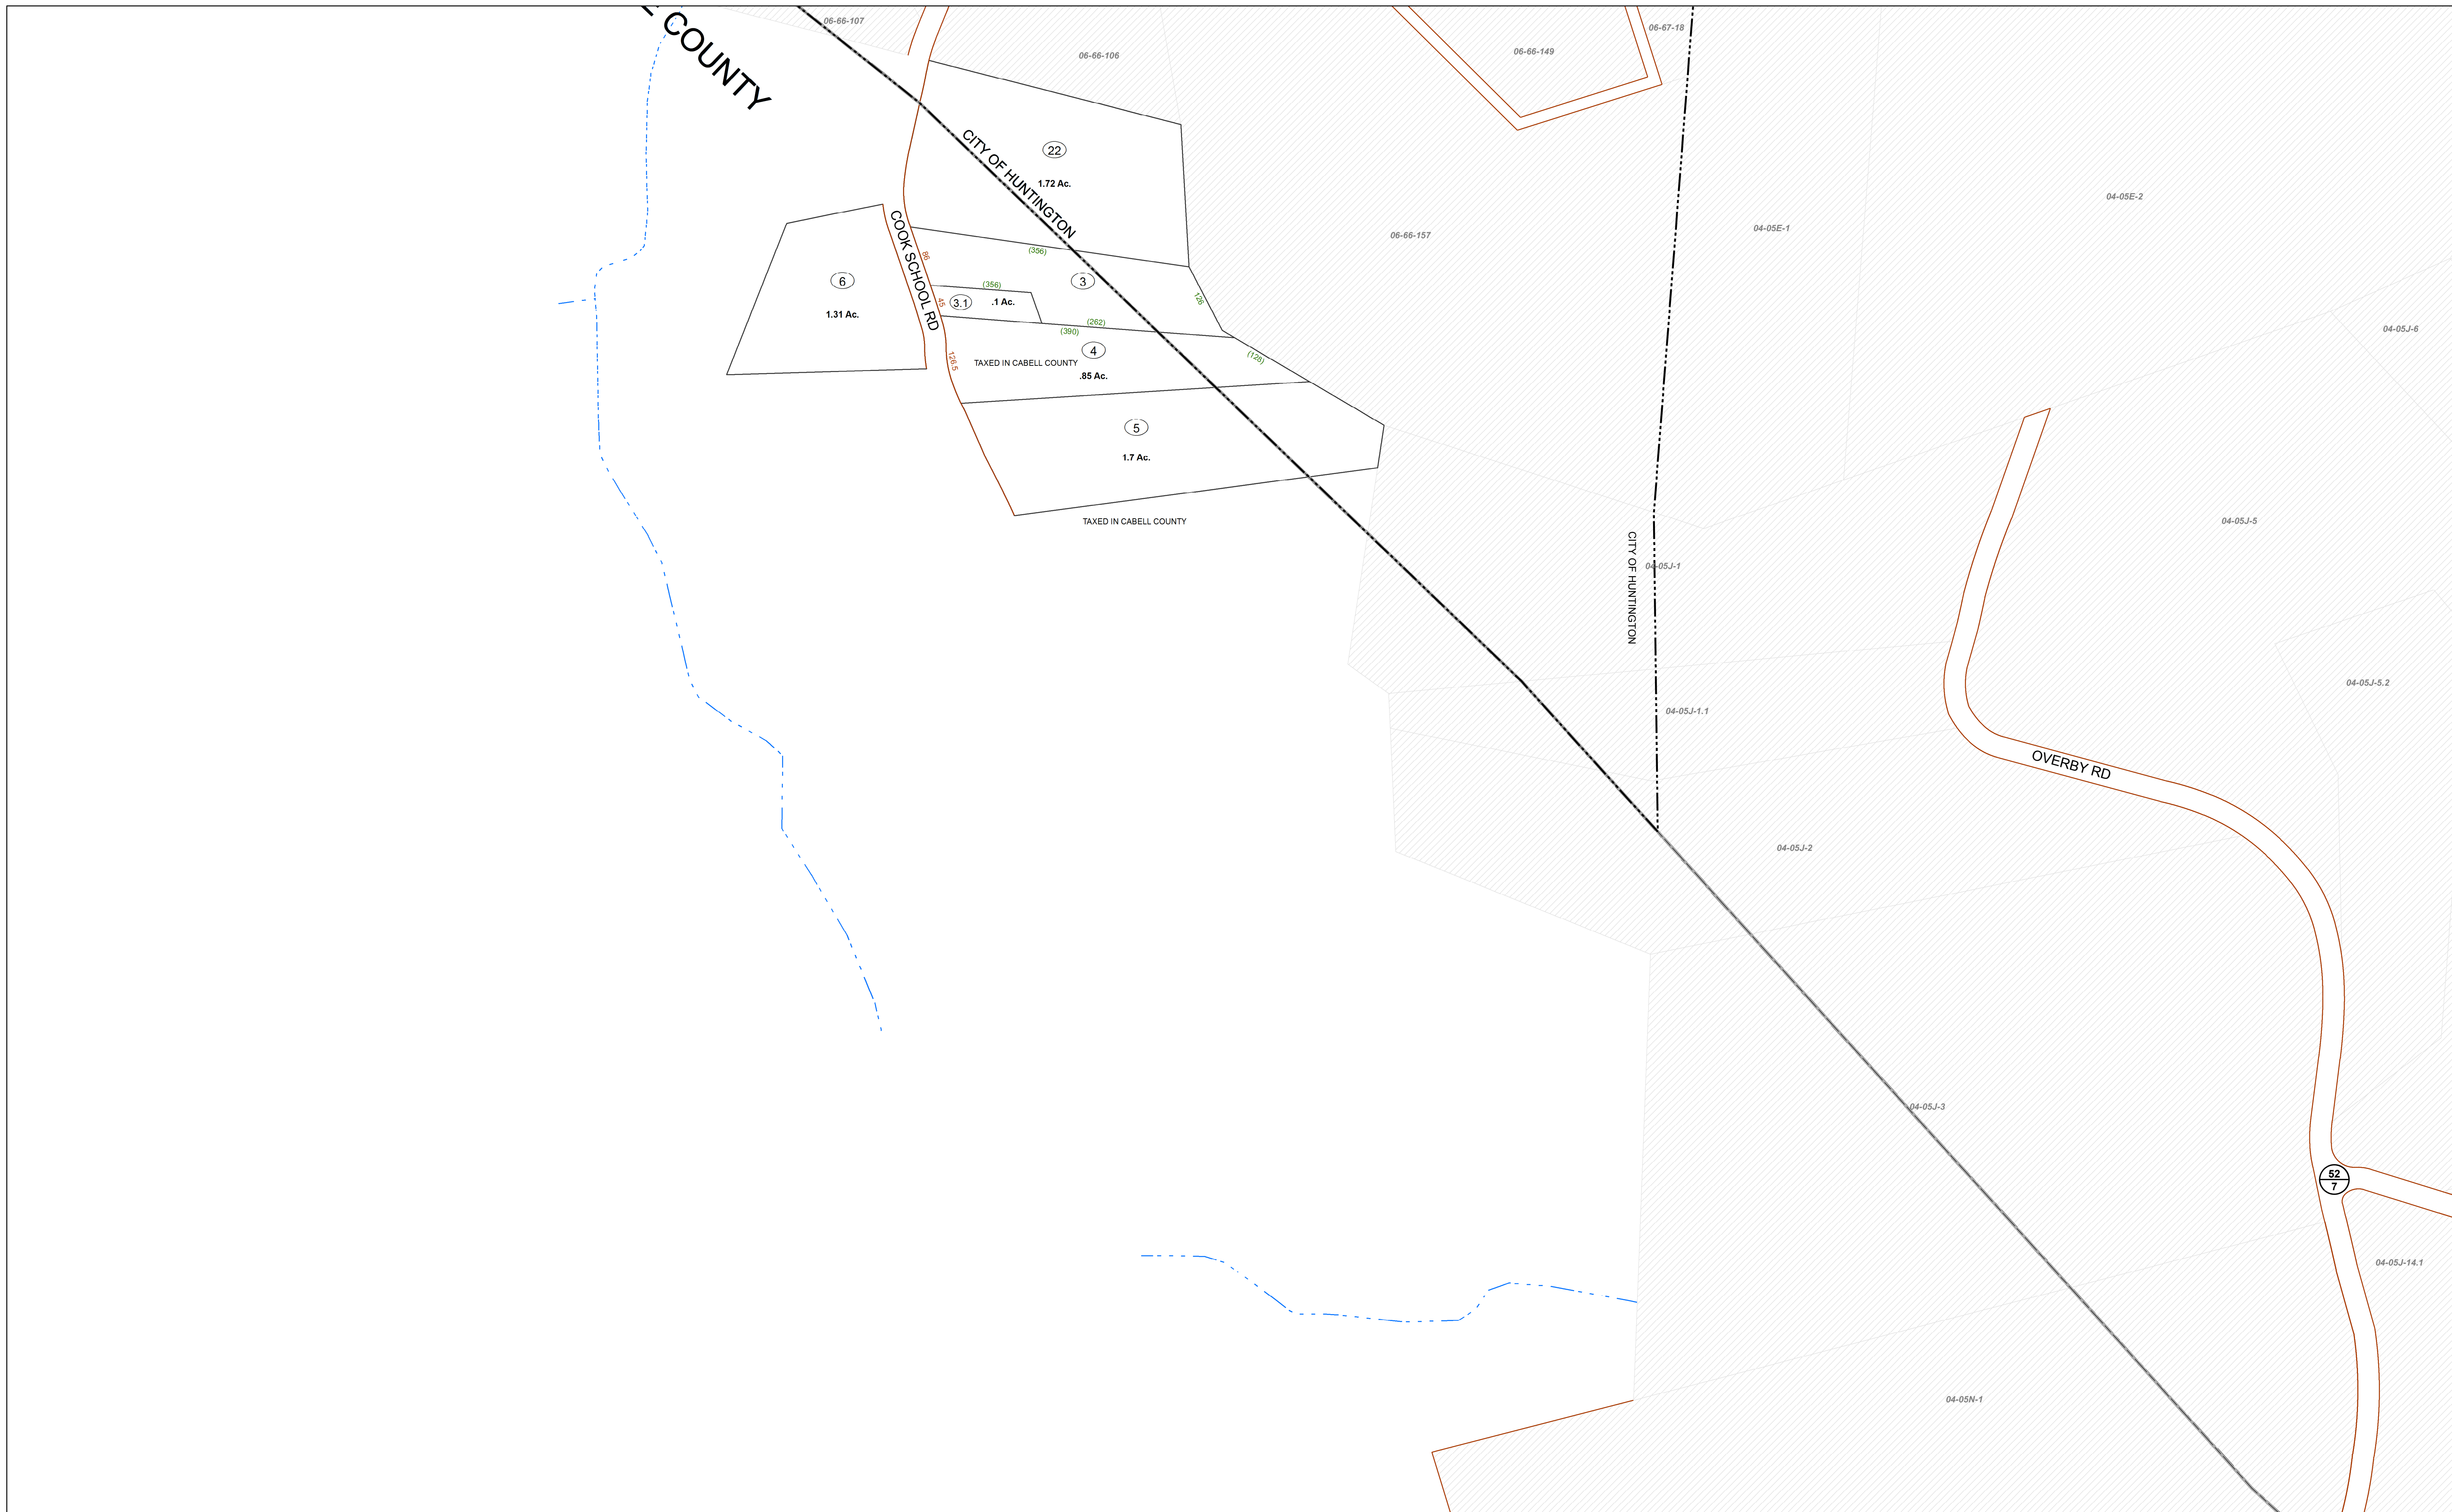 COUNTY
06-66-107
06-66-106
06-66-149
06-67-18
22
1.72 Ac.
CITY OF HUNTINGTON
04-05E-2
04-05E-1
06-66-157
COOK SCHOOL RD
86
(356)
3
126
6
1.31 Ac.
(356)
45
3.1
.1 Ac.
(262)
(390)
4
126.5
TAXED IN CABELL COUNTY
.85 Ac.
(128)
04-05J-6
5
1.7 Ac.
TAXED IN CABELL COUNTY
04-05J-5
CITY OF HUNTINGTON
04-05J-1
04-05J-5.2
04-05J-1.1
OVERBY RD
04-05J-2
04-05J-3
52
7
04-05J-14.1
04-05N-1